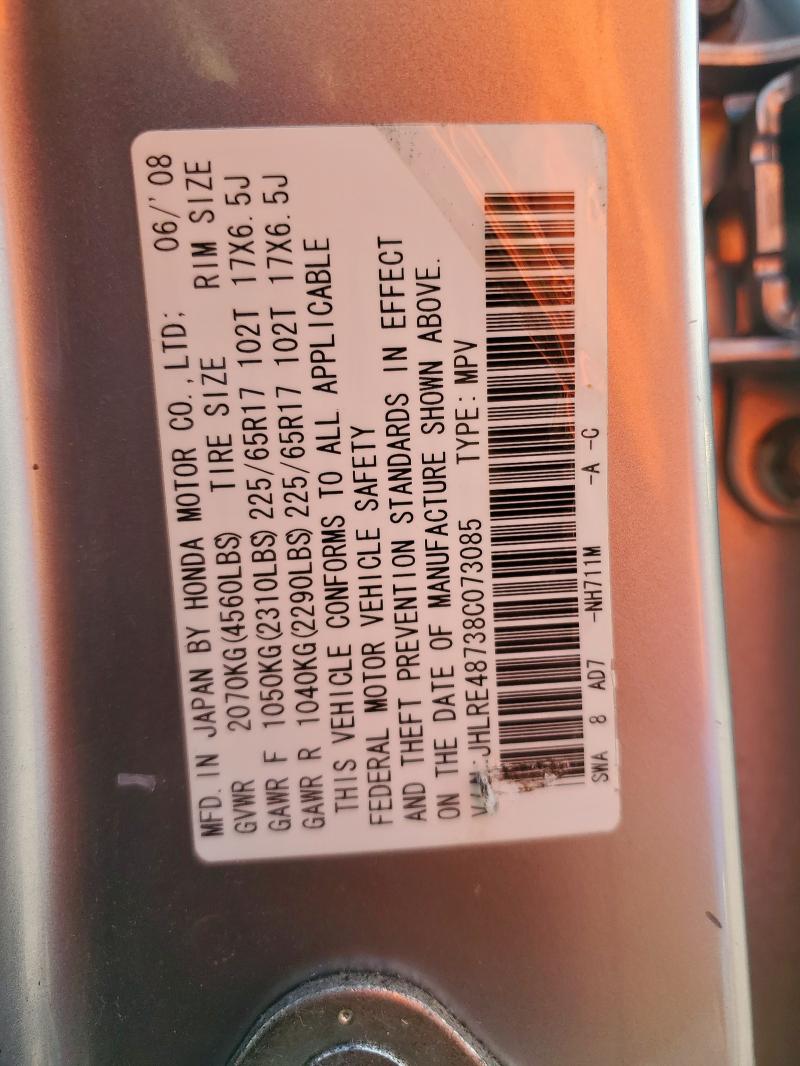 MFD. IN JAPAN BY HONDA MOTOR CO., LTD; 06/'08
GVWR 2070KG(4560LBS) TIRE SIZE RIM SIZE
GAWR F 1050KG(2310LBS) 225/65R17 102T 17X6.5J
GAWR R 1040KG(2290LBS) 225/65R17 102T 17X6.5J
THIS VEHICLE CONFORMS TO ALL APPLICABLE
FEDERAL MOTOR VEHICLE SAFETY
AND THEFT PREVENTION STANDARDS IN EFFECT
ON THE DATE OF MANUFACTURE SHOWN ABOVE.
V.I.N.:JHLRE48738C073085 TYPE: MPV
SWA 8 AD7 -NH711M -A -C